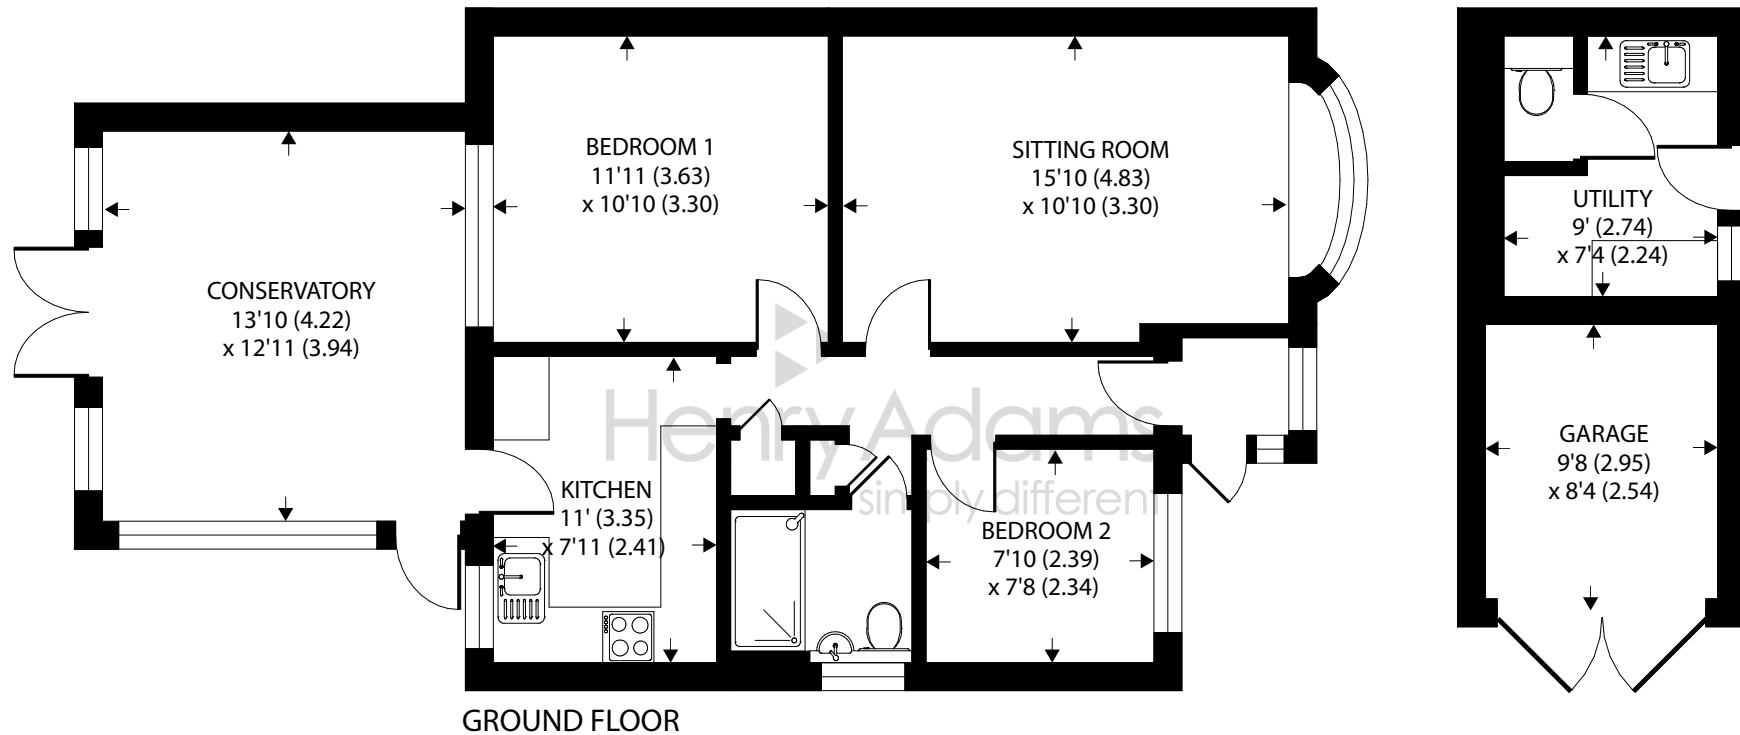 BEDROOM 1
11'11 (3.63)
x 10'10 (3.30)
SITTING ROOM
15'10 (4.83)
x 10'10 (3.30)
UTILITY
9' (2.74)
x 7'4 (2.24)
CONSERVATORY
13'10 (4.22)
x 12'11 (3.94)
Henry Adams
simply different
KITCHEN
11' (3.35)
x 7'11 (2.41)
BEDROOM 2
7'10 (2.39)
x 7'8 (2.34)
GARAGE
9'8 (2.95)
x 8'4 (2.54)
GROUND FLOOR